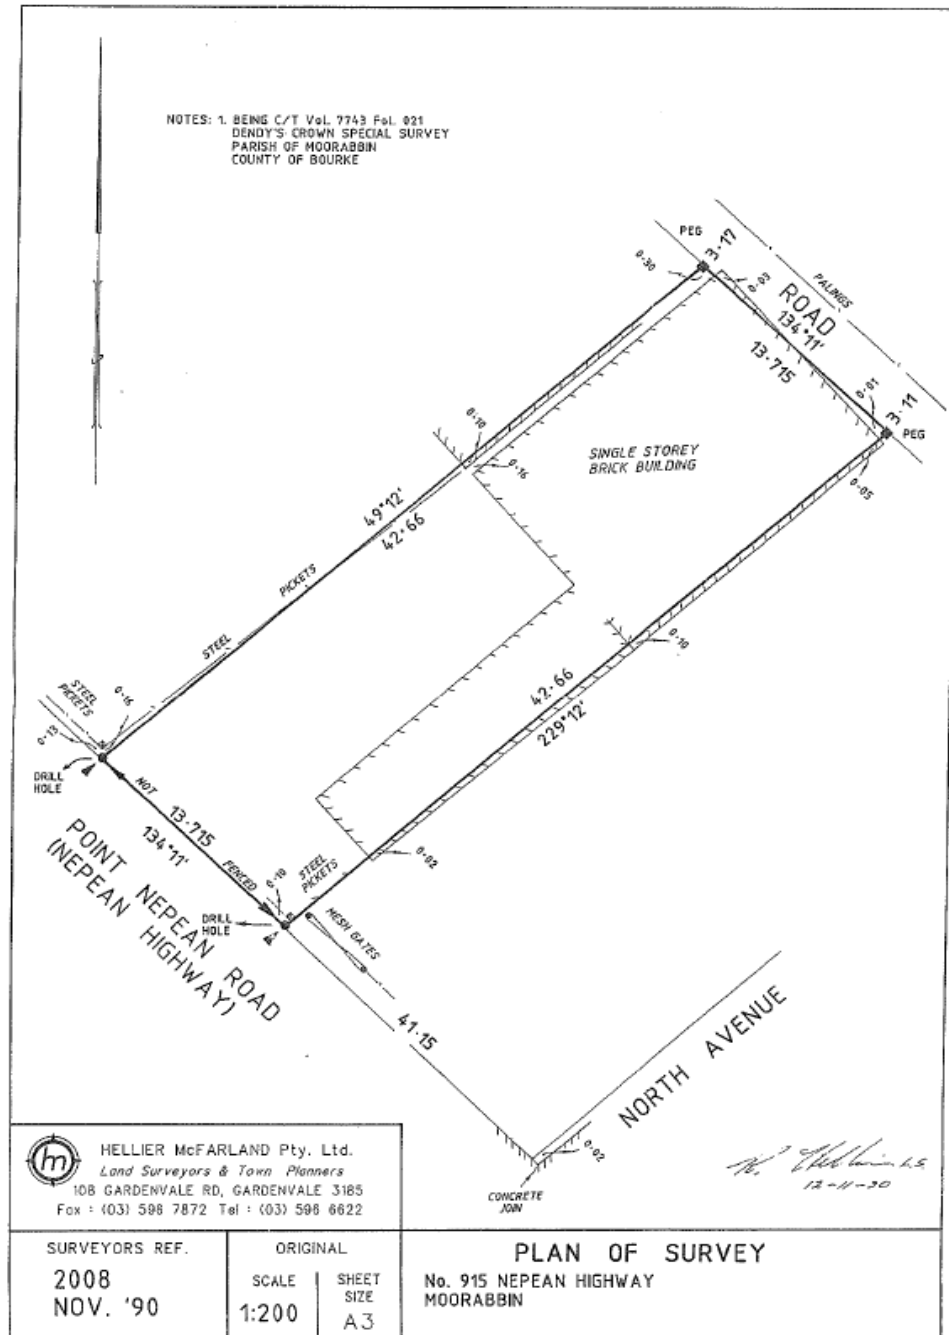 NOTES: 1. BEING C/T Vol. 7743 Fol. 021
DENDY'S CROWN SPECIAL SURVEY
PARISH OF MOORABBIN
COUNTY OF BOURKE
PEG
3·17
0·30
0·03
PALINGS
ROAD
134°11'
13·715
0·01
3·11
PEG
0·10
0·16
SINGLE STOREY
BRICK BUILDING
0·05
49°12'
42·66
PICKETS
STEEL
0·10
42·66
229°12'
STEEL
PICKETS
0·16
DRILL
HOLE
NOT
13·715
134°11'
FENCED
0·10
STEEL
PICKETS
0·02
DRILL
HOLE
MESH GATES
POINT NEPEAN ROAD
(NEPEAN HIGHWAY)
41·15
NORTH AVENUE
0·02
CONCRETE
JOIN
hm
HELLIER McFARLAND Pty. Ltd.
Land Surveyors & Town Planners
108 GARDENVALE RD, GARDENVALE 3185
Fax : (03) 596 7872 Tel : (03) 596 6622
L.S.
12-11-90
SURVEYORS REF.
2008
NOV. '90
ORIGINAL
SCALE
1:200
SHEET
SIZE
A3
PLAN OF SURVEY
No. 915 NEPEAN HIGHWAY
MOORABBIN